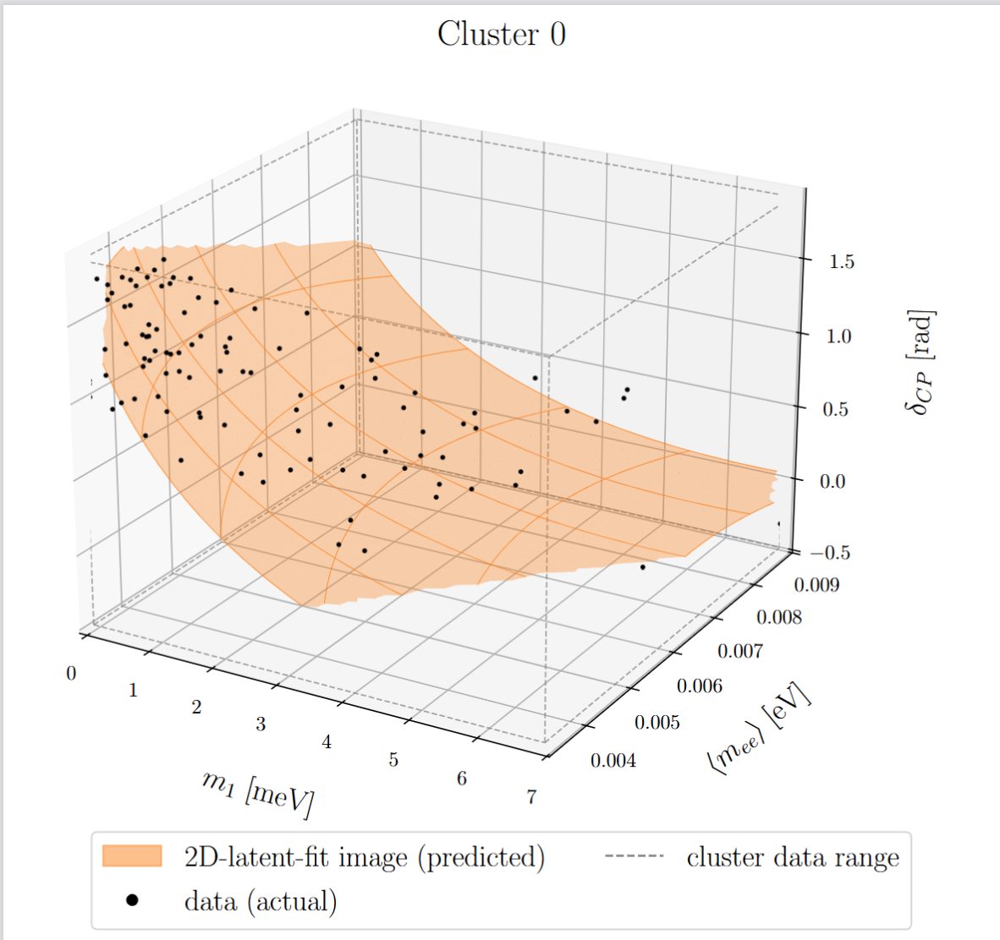 Cluster 0
1.5
1.0
0.5
0.0
−0.5
δCP [rad]
0.009
0.008
0.007
0.006
0.005
0.004
⟨mee⟩ [eV]
0
1
2
3
4
5
6
7
m1 [meV]
2D-latent-fit image (predicted)
data (actual)
cluster data range